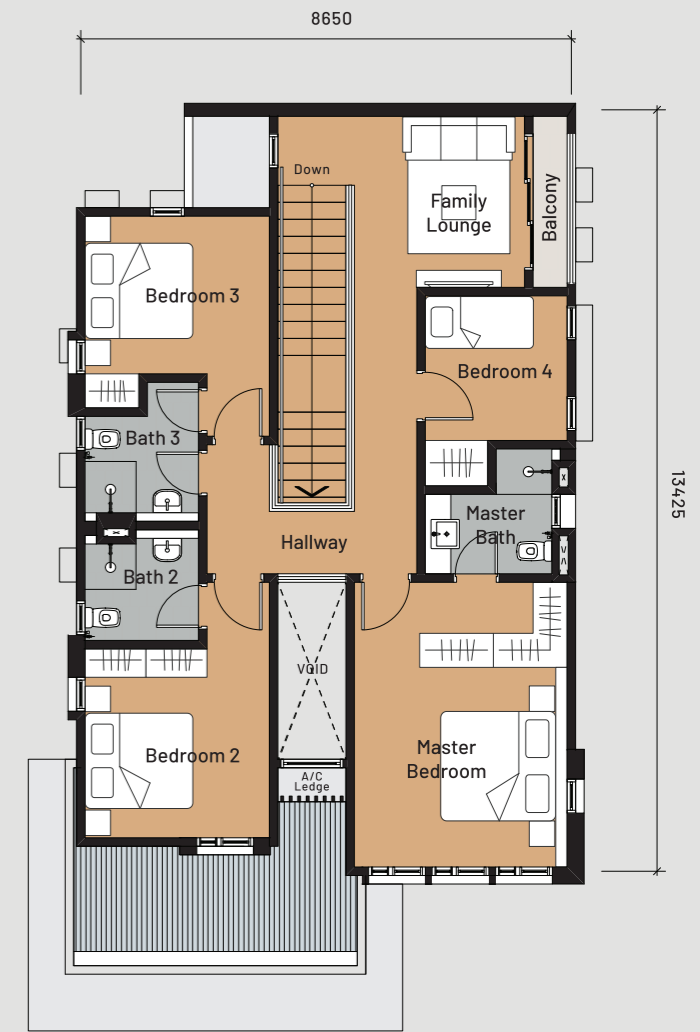 8650
Down
Family
Lounge
Balcony
Bedroom 3
Bedroom 4
Bath 3
13425
Master
Bath
Hallway
Bath 2
VOID
Bedroom 2
Master
Bedroom
A/C
Ledge